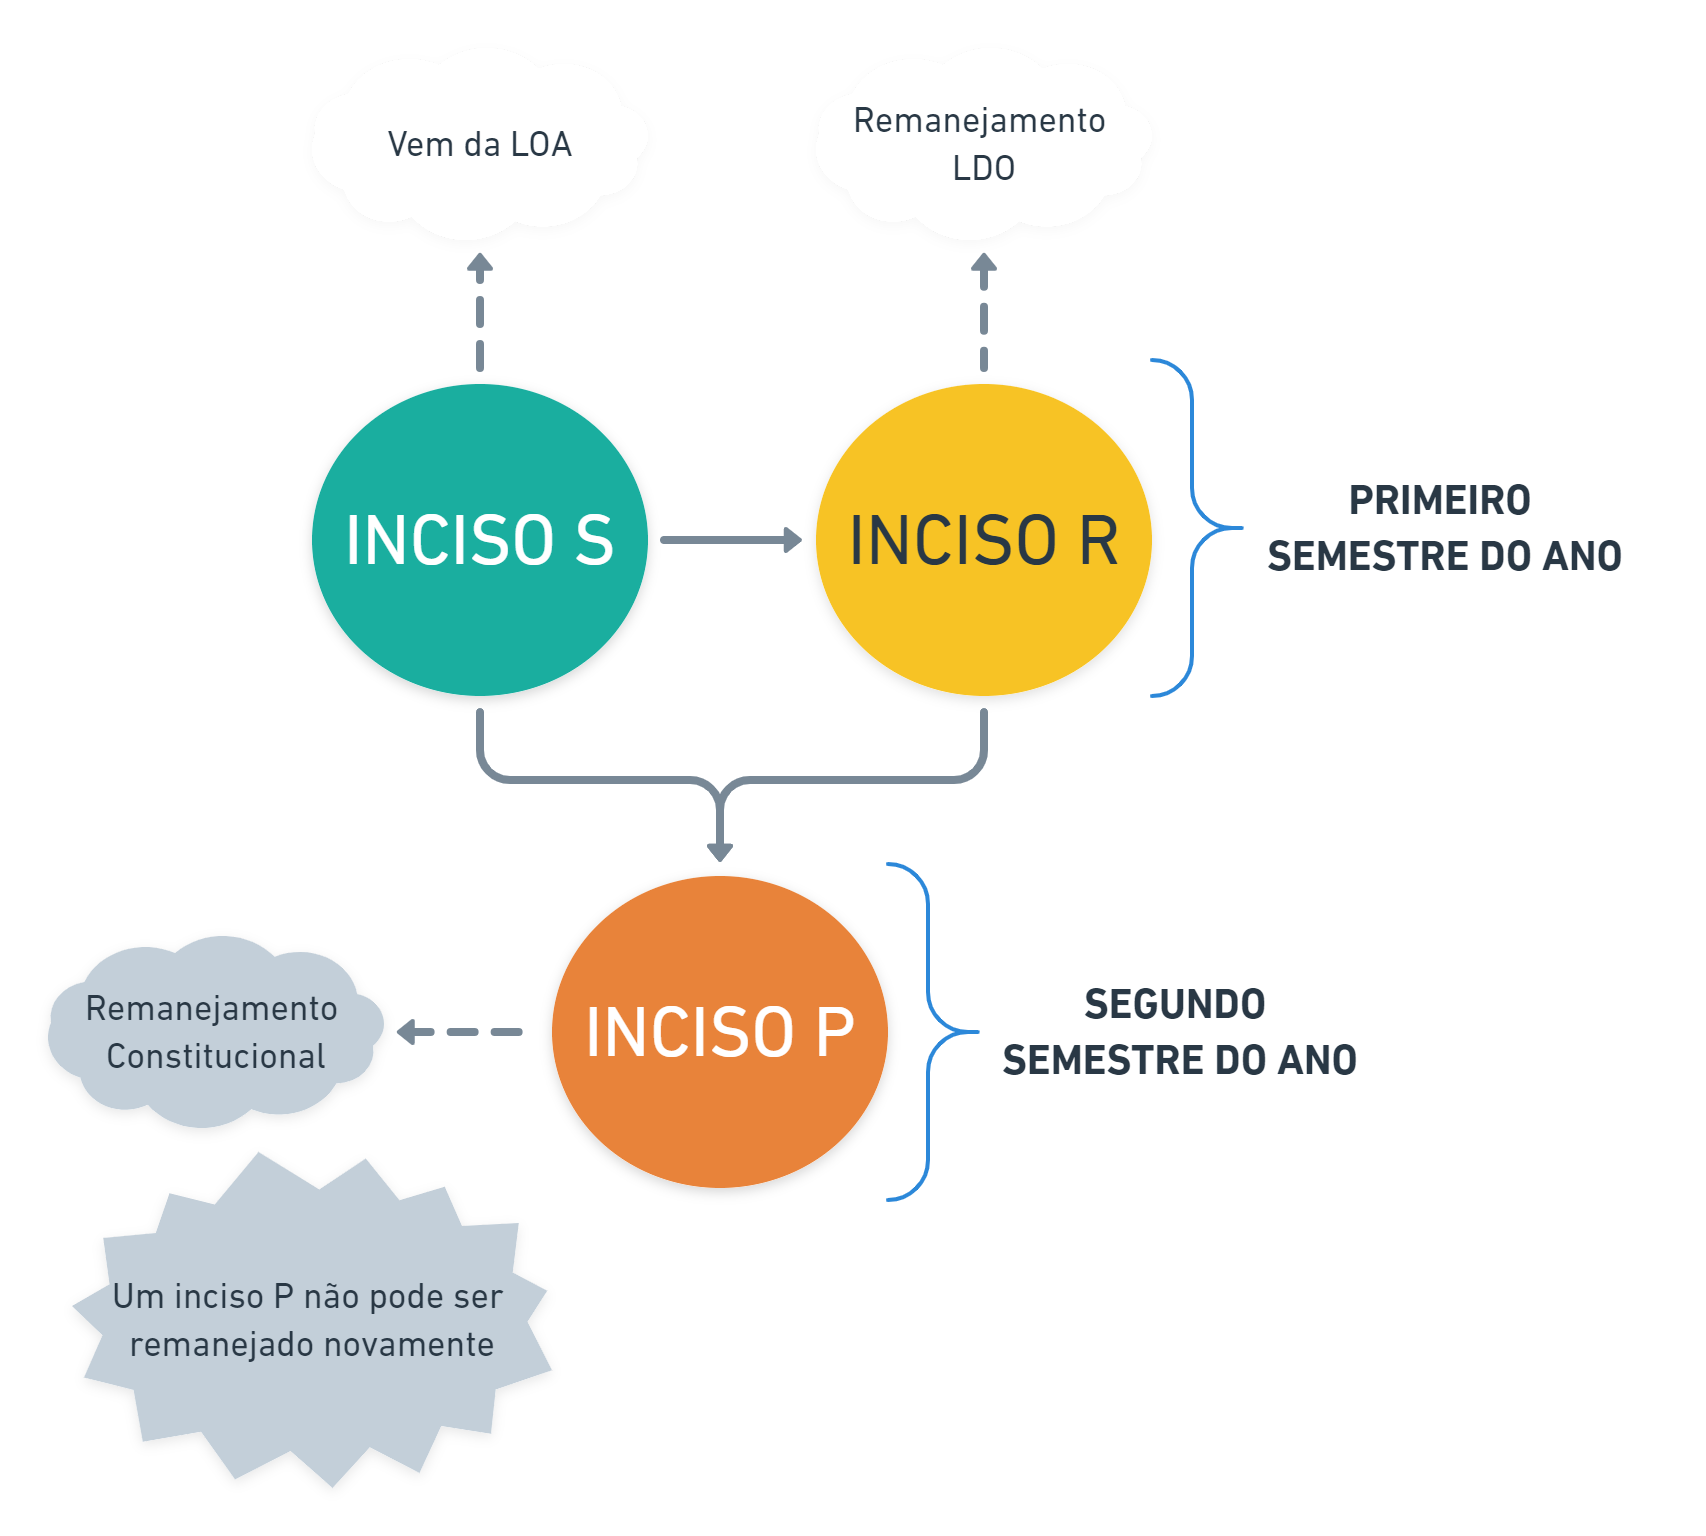 Vem da LOA
Remanejamento
LDO
INCISO S
INCISO R
PRIMEIRO
SEMESTRE DO ANO
INCISO P
Remanejamento
Constitucional
SEGUNDO
SEMESTRE DO ANO
Um inciso P não pode ser
remanejado novamente